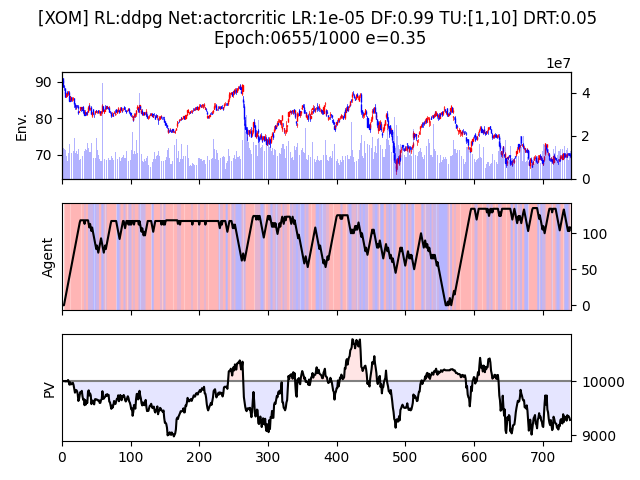 [XOM] RL:ddpg Net:actorcritic LR:1e-05 DF:0.99 TU:[1,10] DRT:0.05
Epoch:0655/1000 e=0.35
1e7
90
80
70
Env.
4
2
0
Agent
100
50
0
PV
10000
9000
0 100 200 300 400 500 600 700